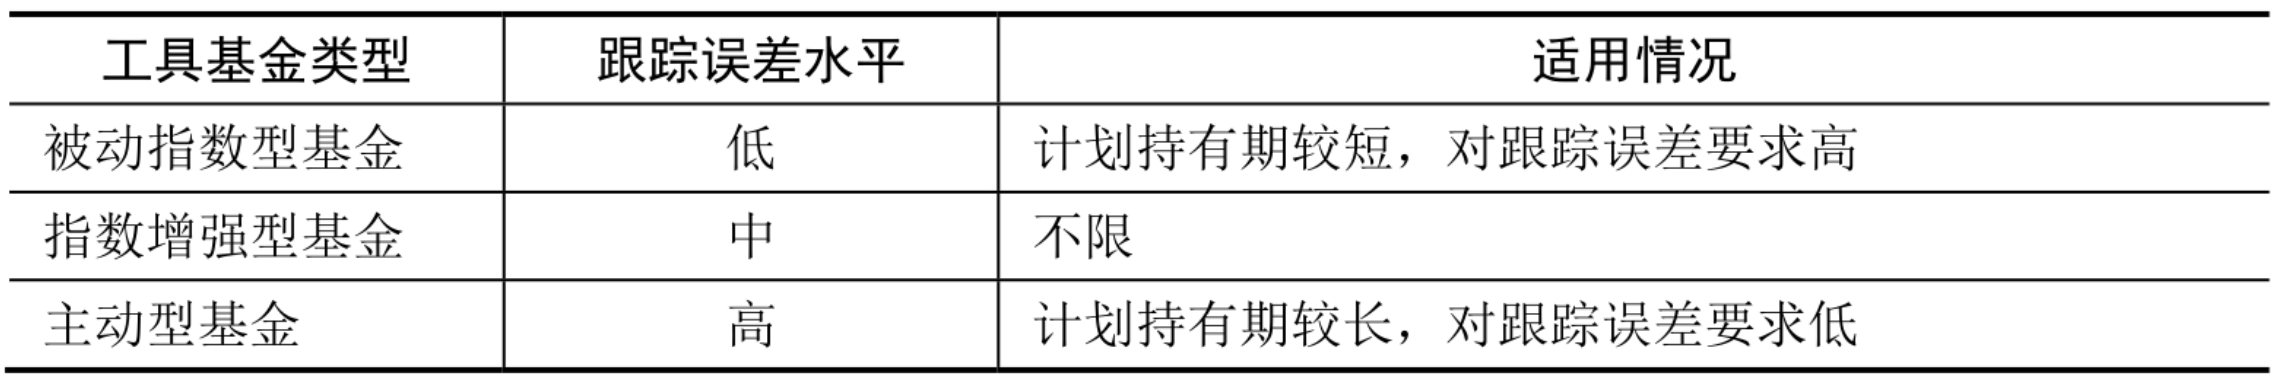 工具基金类型 跟踪误差水平 适用情况
被动指数型基金 低 计划持有期较短，对跟踪误差要求高
指数增强型基金 中 不限
主动型基金 高 计划持有期较长，对跟踪误差要求低